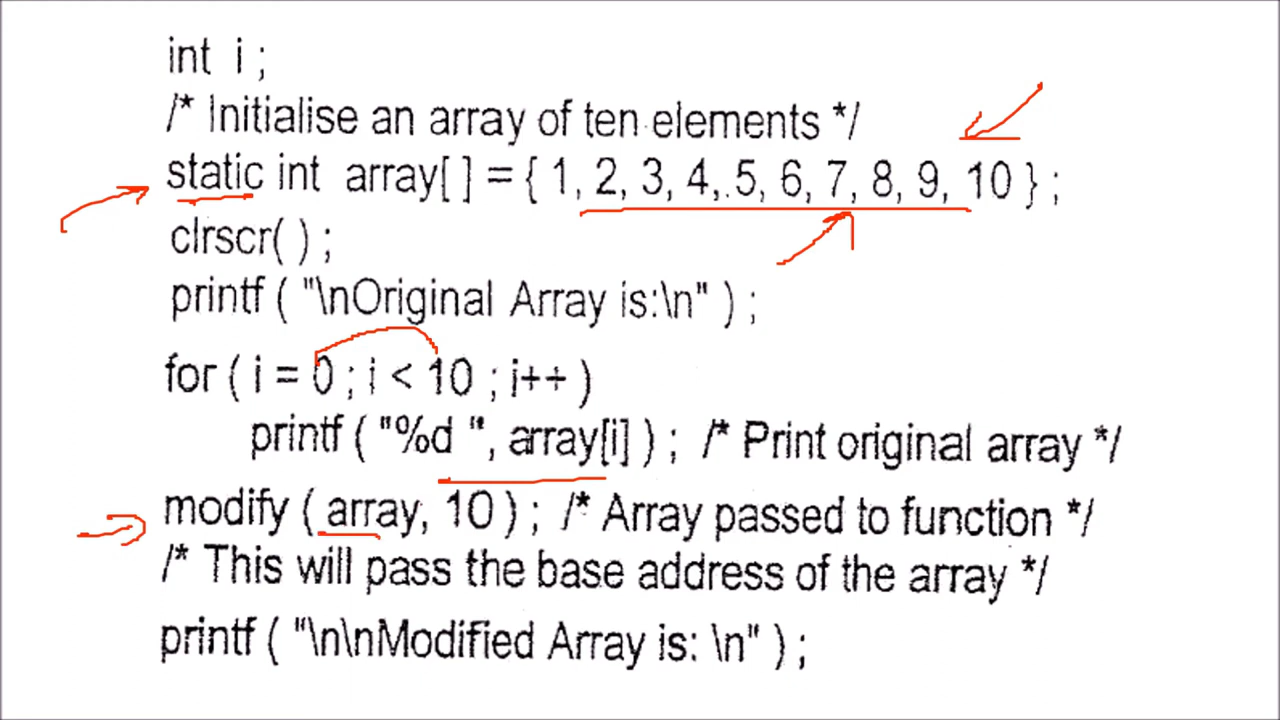 int i ;
/* Initialise an array of ten elements */
static int array[ ] = { 1, 2, 3, 4, 5, 6, 7, 8, 9, 10 } ;
clrscr( ) ;
printf ( "\nOriginal Array is:\n" ) ;
for ( i = 0 ; i < 10 ; i++ )
printf ( "%d ", array[i] ) ; /* Print original array */
modify ( array, 10 ) ; /* Array passed to function */
/* This will pass the base address of the array */
printf ( "\n\nModified Array is: \n" ) ;